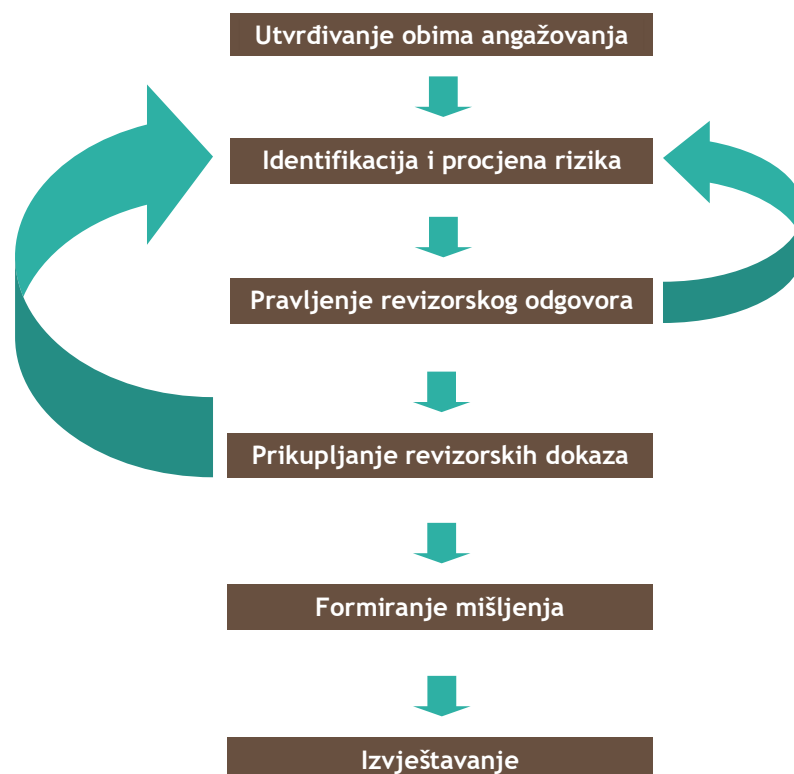 Utvrđivanje obima angažovanja
Identifikacija i procjena rizika
Pravljenje revizorskog odgovora
Prikupljanje revizorskih dokaza
Formiranje mišljenja
Izvještavanje